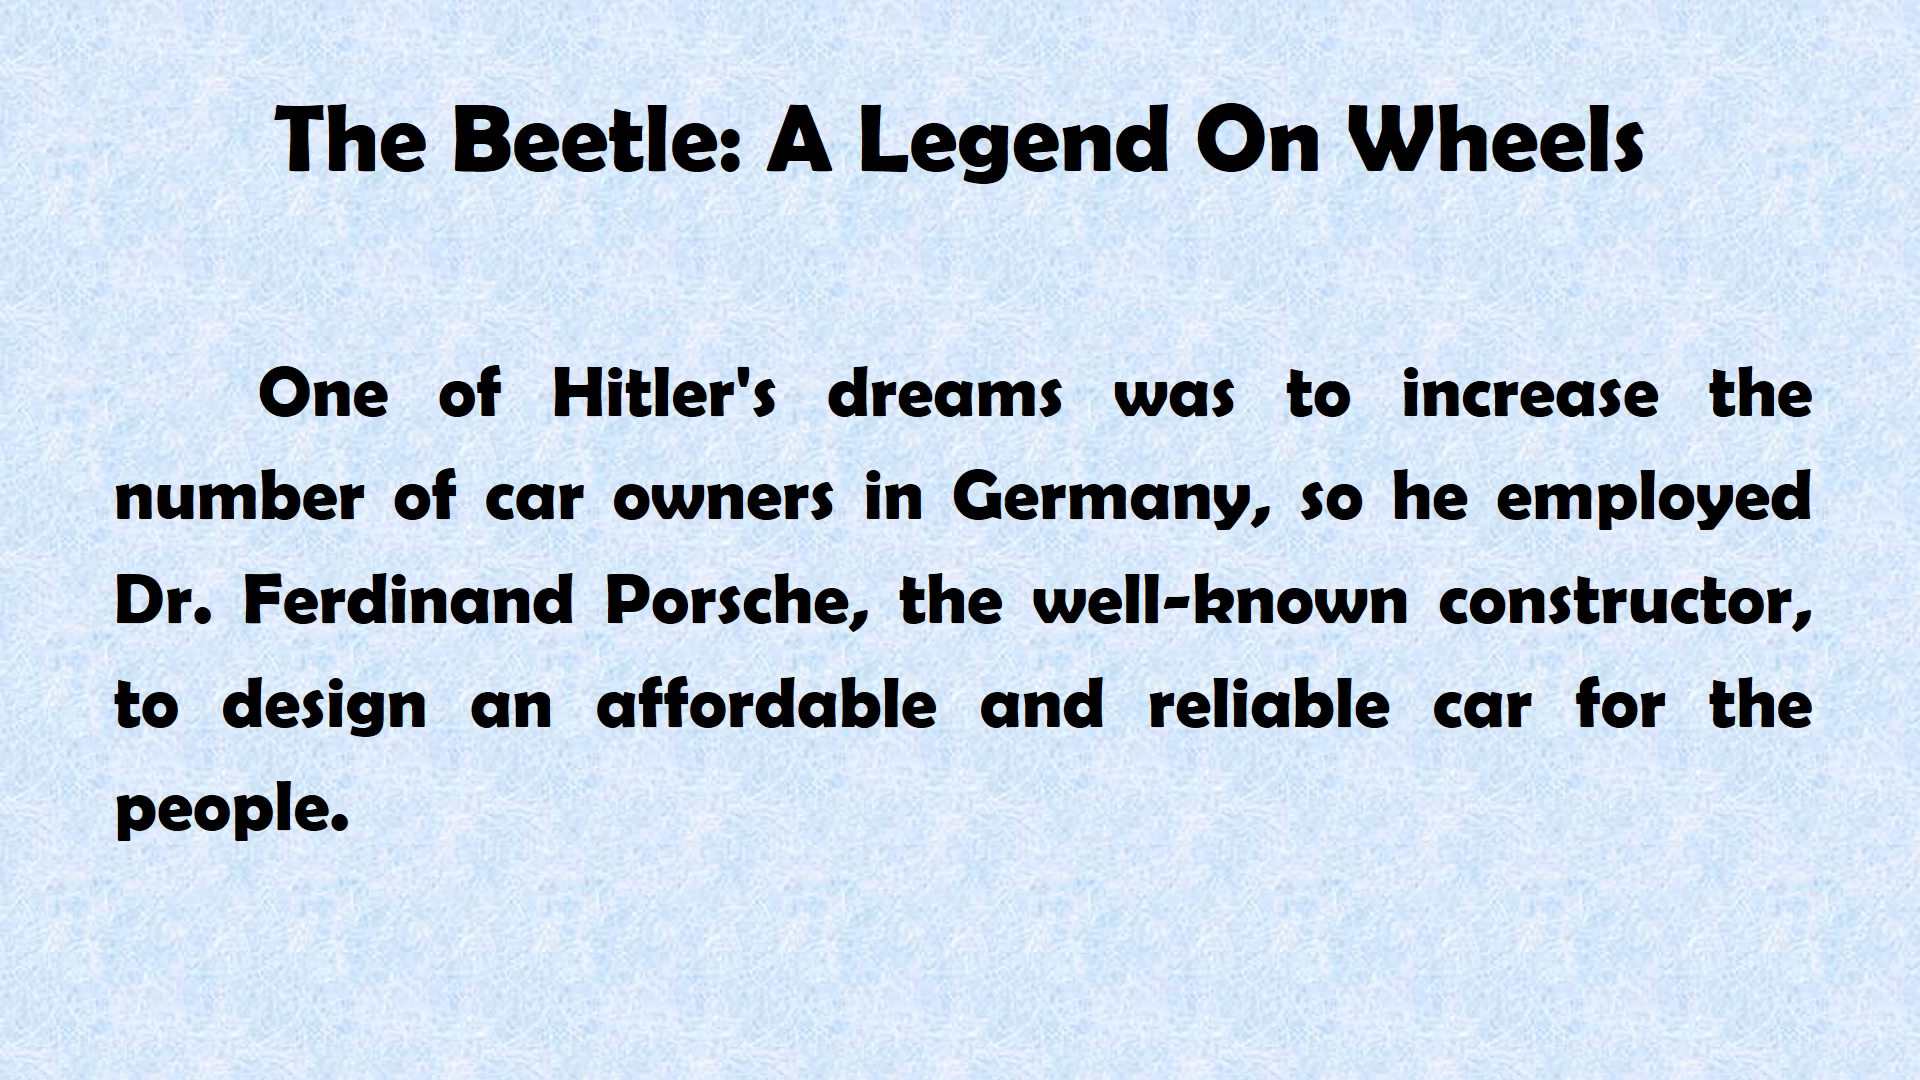 The Beetle: A Legend On Wheels
One of Hitler's dreams was to increase the
number of car owners in Germany, so he employed
Dr. Ferdinand Porsche, the well-known constructor,
to design an affordable and reliable car for the
people.